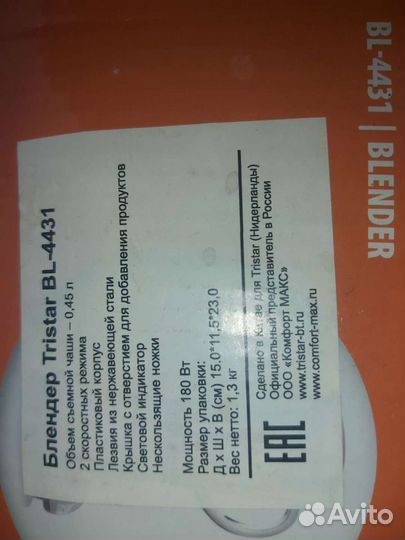 BL-4431 | BLENDER
Блендер Tristar BL-4431
Объем съемной чаши – 0,45 л
2 скоростных режима
Пластиковый корпус
Лезвия из нержавеющей стали
Крышка с отверстием для добавления продуктов
Световой индикатор
Нескользящие ножки
Мощность 180 Вт
Размер упаковки:
Д х Ш х В (см) 15.0*11,5*23,0
Вес нетто: 1,3 кг
Сделано в Китае для Tristar (Нидерланды)
Официальный представитель в России
ООО «Комфорт МАКС»
www.tristar-bt.ru
www.comfort-max.ru
EAC
Avito